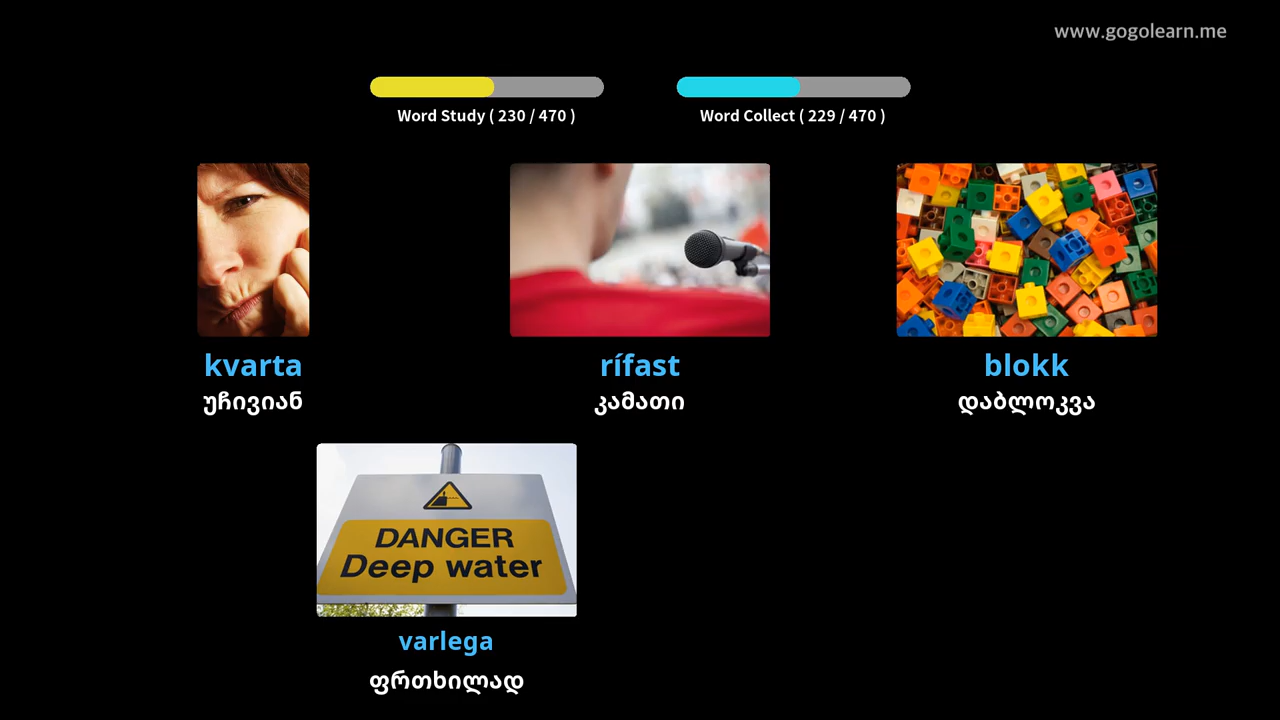 www.gogolearn.me
Word Study ( 230 / 470 )
Word Collect ( 229 / 470 )
kvarta
უჩივიან
rífast
კამათი
blokk
დაბლოკვა
DANGER
Deep water
varlega
ფრთხილად